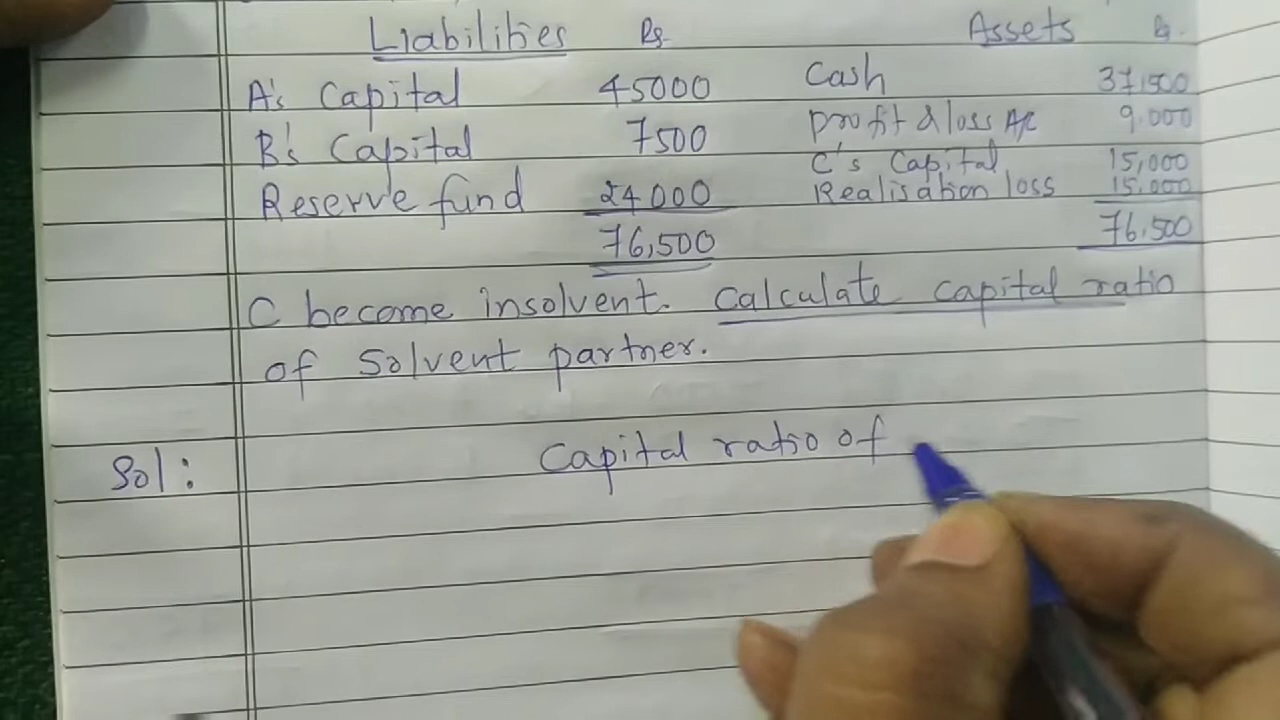 Liabilities Rs. Assets Rs.
A's Capital 45000 Cash 37,500
B's Capital 7500 Profit & loss A/c 9.000
Reserve fund 24000 C's Capital 15,000
Realisation loss 15.000
76,500 76,500
C become insolvent. Calculate capital ratio
of solvent partner.
Sol: Capital ratio of